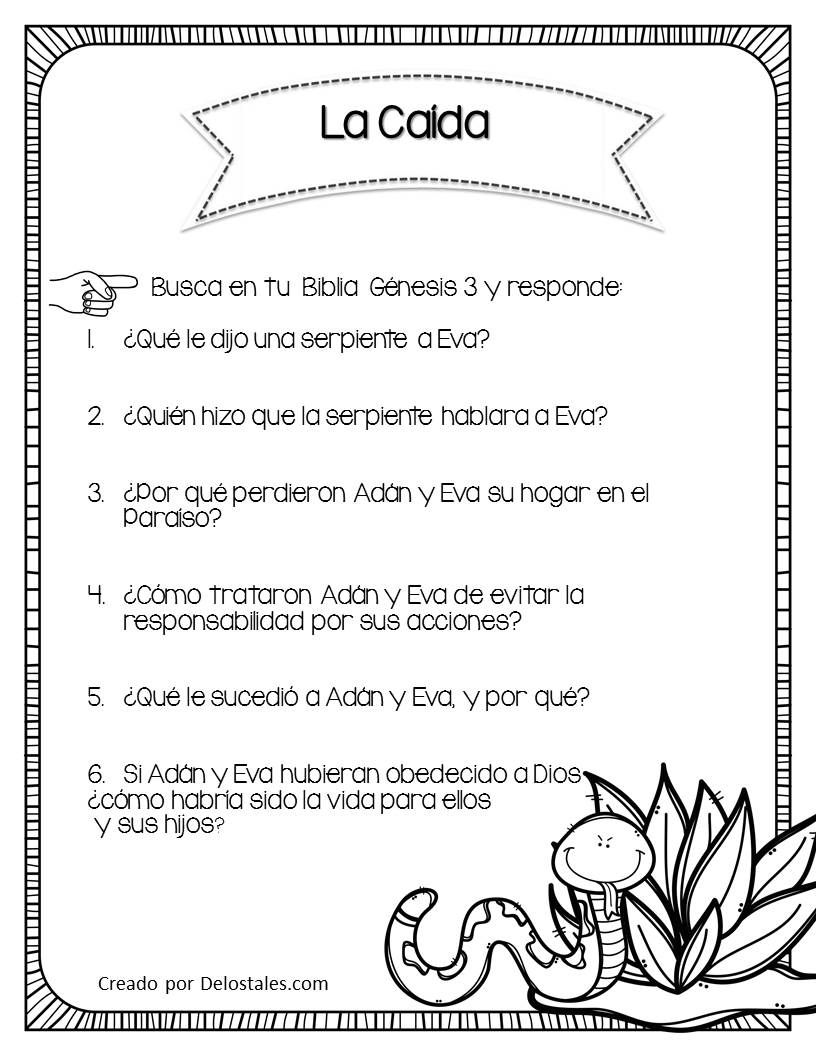 La Caída
Busca en tu Biblia Génesis 3 y responde:
1. ¿Qué le dijo una serpiente a Eva?
2. ¿Quién hizo que la serpiente hablara a Eva?
3. ¿Por qué perdieron Adán y Eva su hogar en el
Paraíso?
4. ¿Cómo trataron Adán y Eva de evitar la
responsabilidad por sus acciones?
5. ¿Qué le sucedió a Adán y Eva, y por qué?
6. Si Adán y Eva hubieran obedecido a Dios
¿cómo habría sido la vida para ellos
y sus hijos?
Creado por Delostales.com